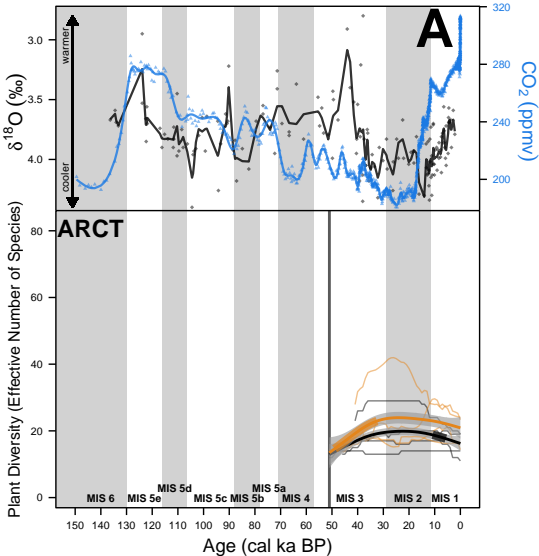 A
warmer
cooler
δ¹⁸O (‰)
3.0
3.5
4.0
320
280
240
200
CO₂ (ppmv)
ARCT
Plant Diversity (Effective Number of Species)
80
60
40
20
0
MIS 6
MIS 5e
MIS 5d
MIS 5c
MIS 5b
MIS 5a
MIS 4
MIS 3
MIS 2
MIS 1
150 140 130 120 110 100 90 80 70 60 50 40 30 20 10 0
Age (cal ka BP)